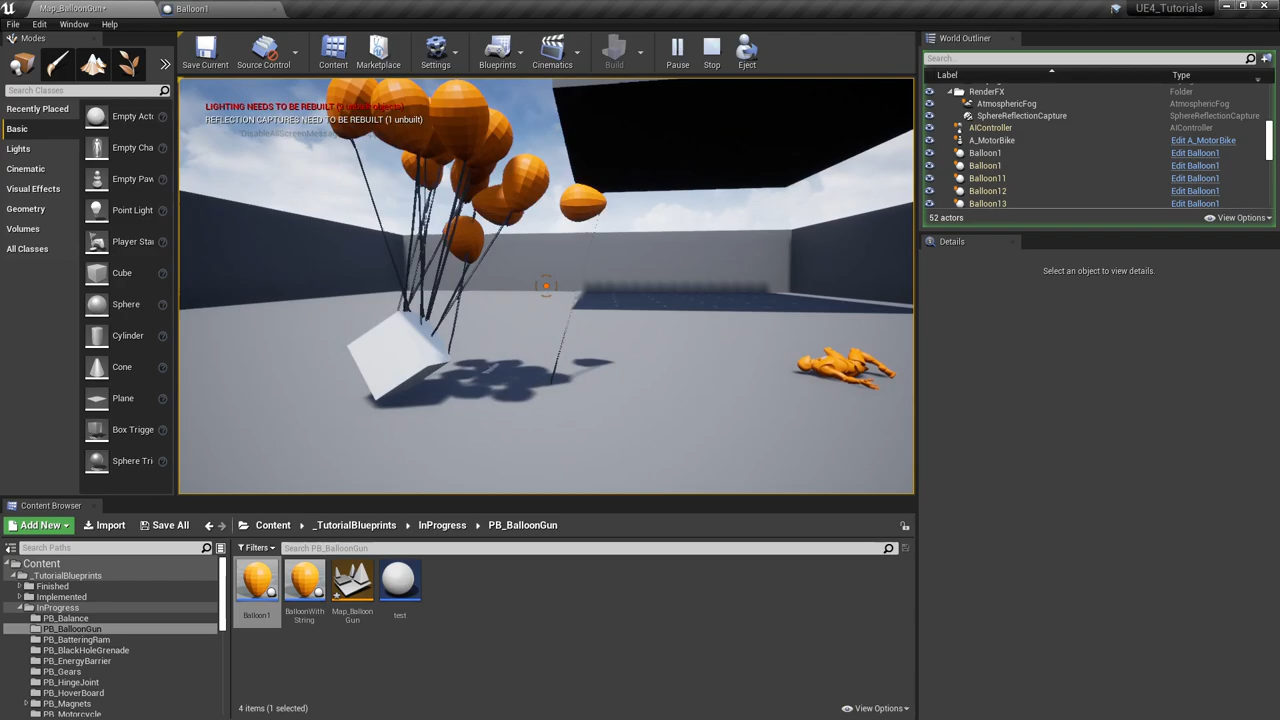 Map_BalloonGun*
Balloon1
UE4_Tutorials
File
Edit
Window
Help
Modes
Save Current
Source Control
Content
Marketplace
Settings
Blueprints
Cinematics
Build
Pause
Stop
Eject
World Outliner
Search Classes
Recently Placed
Basic
Lights
Cinematic
Visual Effects
Geometry
Volumes
All Classes
Empty Acto
Empty Cha
Empty Paw
Point Light
Player Star
Cube
Sphere
Cylinder
Cone
Plane
Box Trigge
Sphere Tri
LIGHTING NEEDS TO BE REBUILT
REFLECTION CAPTURES NEED TO BE REBUILT (1 unbuilt)
Search...
Label
Type
RenderFX
Folder
AtmosphericFog
AtmosphericFog
SphereReflectionCapture
SphereReflectionCapture
AIController
AIController
A_MotorBike
Edit A_MotorBike
Balloon1
Edit Balloon1
Balloon1
Edit Balloon1
Balloon11
Edit Balloon1
Balloon12
Edit Balloon1
Balloon13
Edit Balloon1
52 actors
View Options
Details
Select an object to view details.
Content Browser
Add New
Import
Save All
Content
_TutorialBlueprints
InProgress
PB_BalloonGun
Search Paths
Filters
Search PB_BalloonGun
Content
_TutorialBlueprints
Finished
Implemented
InProgress
PB_Balance
PB_BalloonGun
PB_BatteringRam
PB_BlackHoleGrenade
PB_EnergyBarrier
PB_Gears
PB_HingeJoint
PB_HoverBoard
PB_Magnets
PB_Motorcycle
Balloon1
BalloonWith
String
Map_Balloon
Gun
test
4 items (1 selected)
View Options